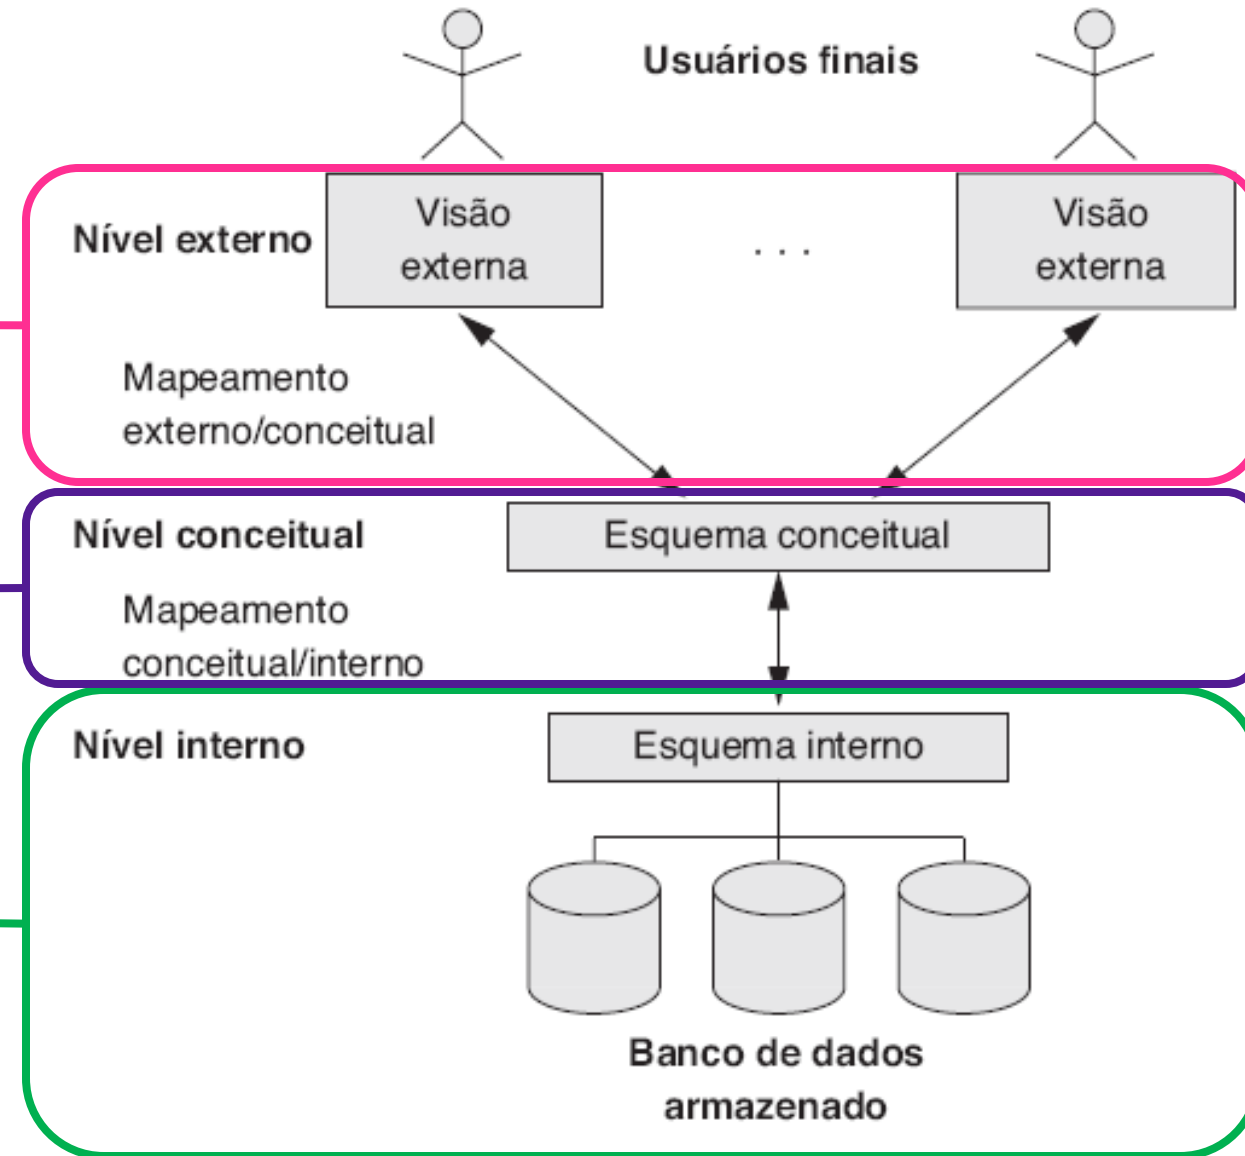 Usuários finais
Nível externo
Visão
externa
. . .
Visão
externa
Mapeamento
externo/conceitual
Nível conceitual
Esquema conceitual
Mapeamento
conceitual/interno
Nível interno
Esquema interno
Banco de dados
armazenado